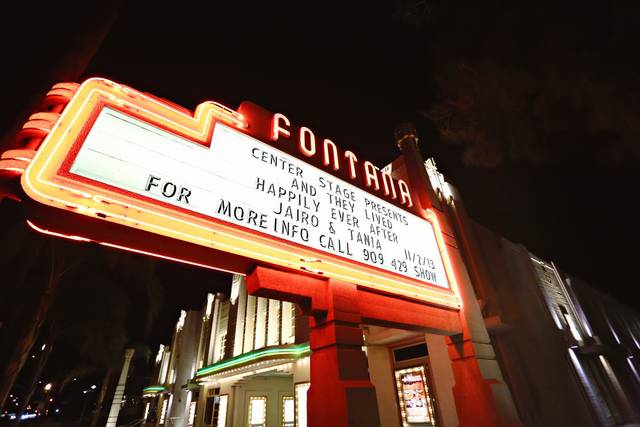 FONTANA
CENTER STAGE PRESENTS
AND THEY LIVED
HAPPILY EVER AFTER
JAIRO & TANIA 11/2/13
FOR MORE INFO CALL 909 429 SHOW